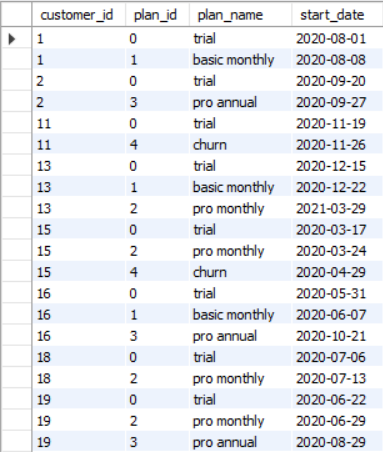 customer_id plan_id plan_name start_date
1 0 trial 2020-08-01
1 1 basic monthly 2020-08-08
2 0 trial 2020-09-20
2 3 pro annual 2020-09-27
11 0 trial 2020-11-19
11 4 churn 2020-11-26
13 0 trial 2020-12-15
13 1 basic monthly 2020-12-22
13 2 pro monthly 2021-03-29
15 0 trial 2020-03-17
15 2 pro monthly 2020-03-24
15 4 churn 2020-04-29
16 0 trial 2020-05-31
16 1 basic monthly 2020-06-07
16 3 pro annual 2020-10-21
18 0 trial 2020-07-06
18 2 pro monthly 2020-07-13
19 0 trial 2020-06-22
19 2 pro monthly 2020-06-29
19 3 pro annual 2020-08-29